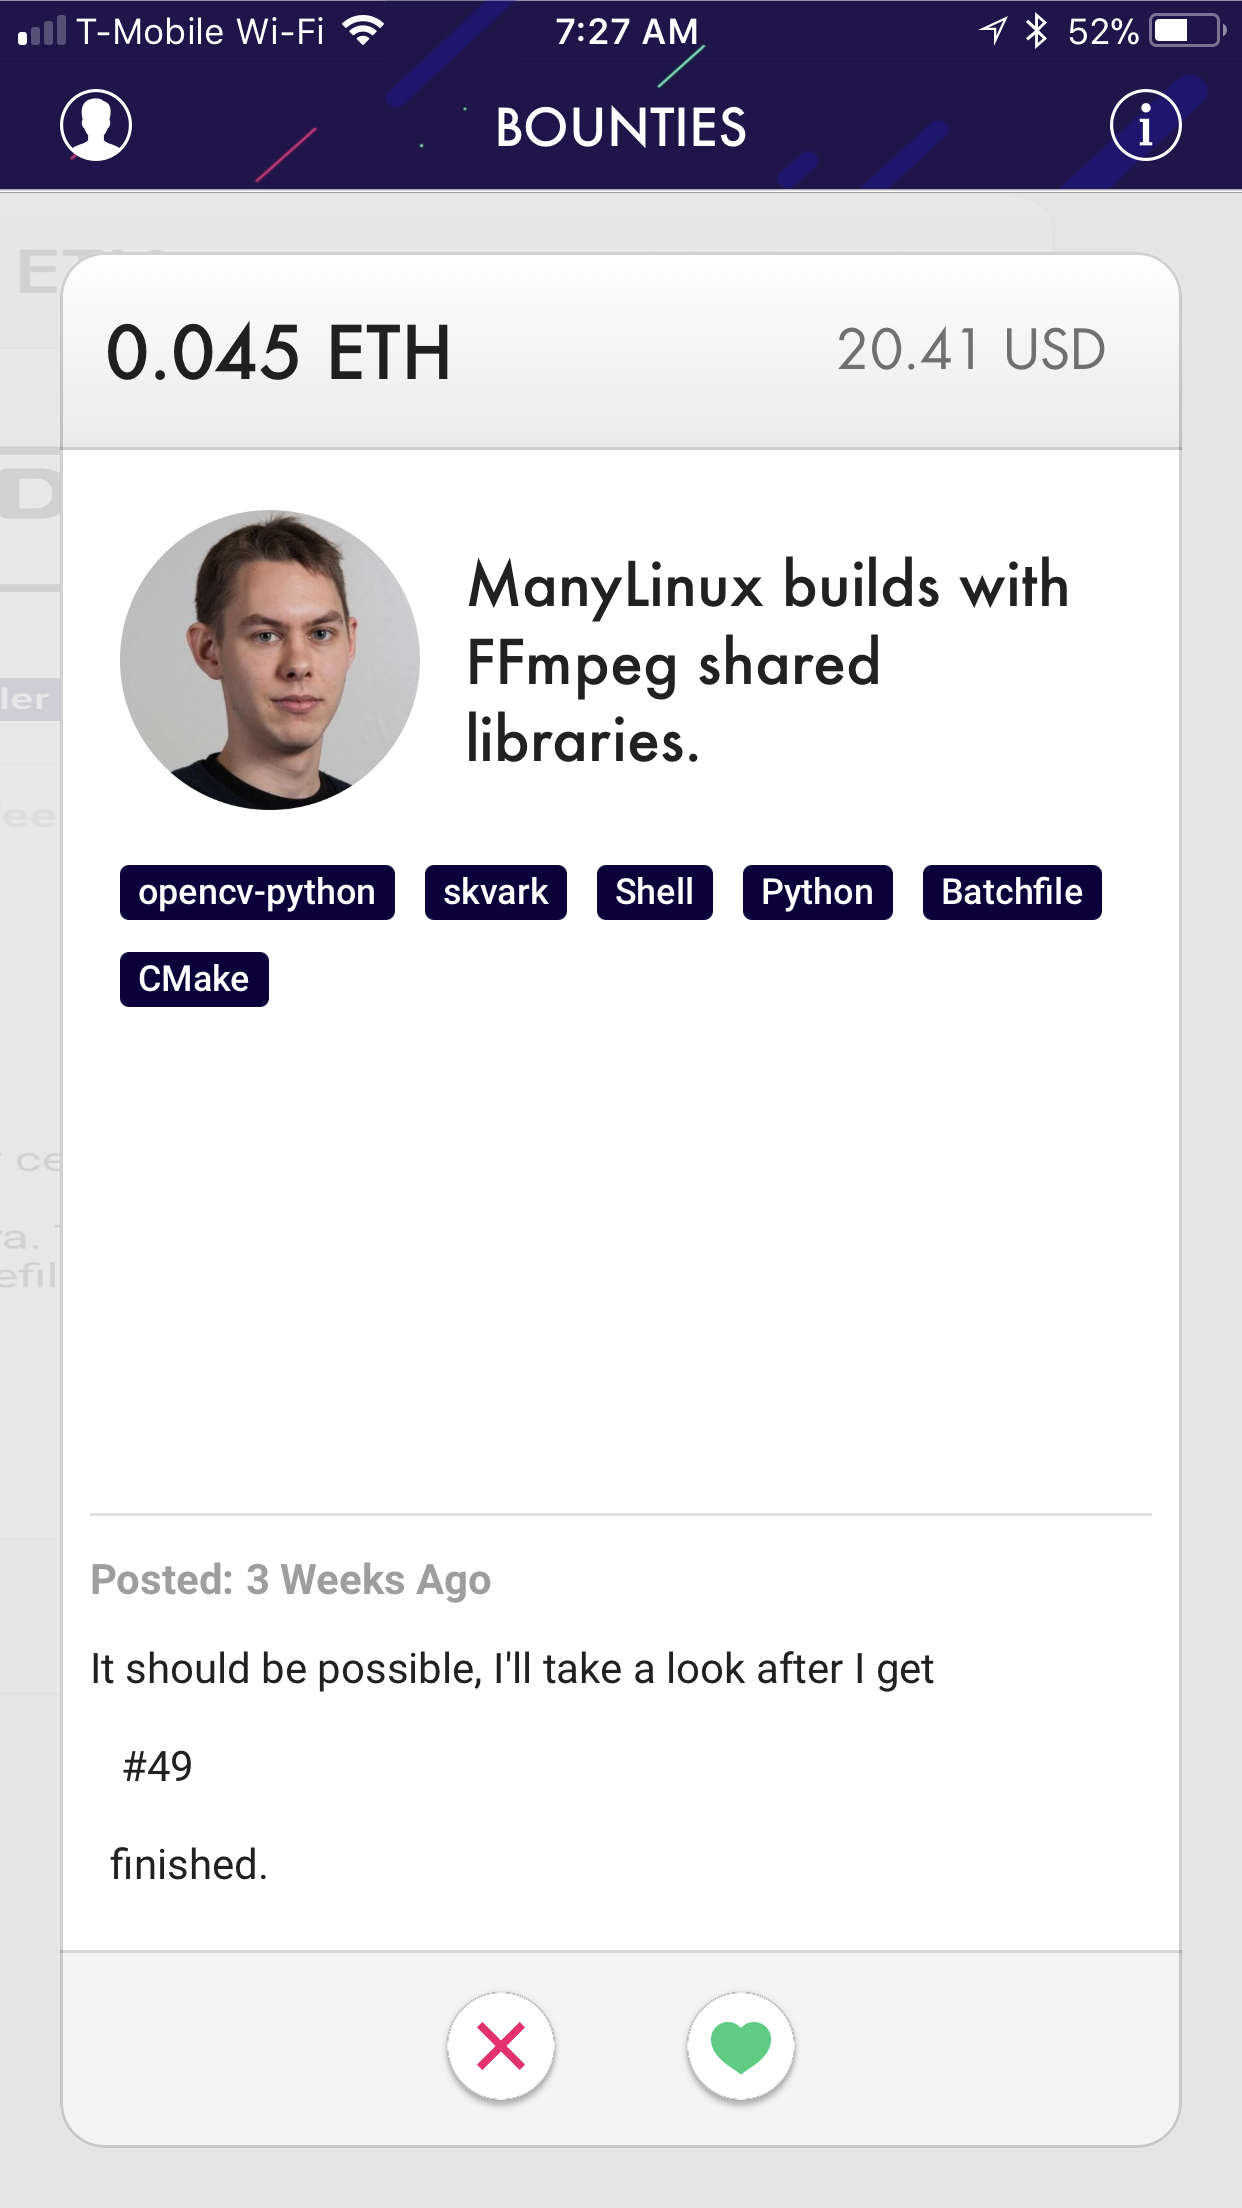 T-Mobile Wi-Fi 7:27 AM 52%
BOUNTIES
0.045 ETH 20.41 USD
ManyLinux builds with
FFmpeg shared
libraries.
opencv-python skvark Shell Python Batchfile
CMake
Posted: 3 Weeks Ago
It should be possible, I'll take a look after I get
#49
finished.